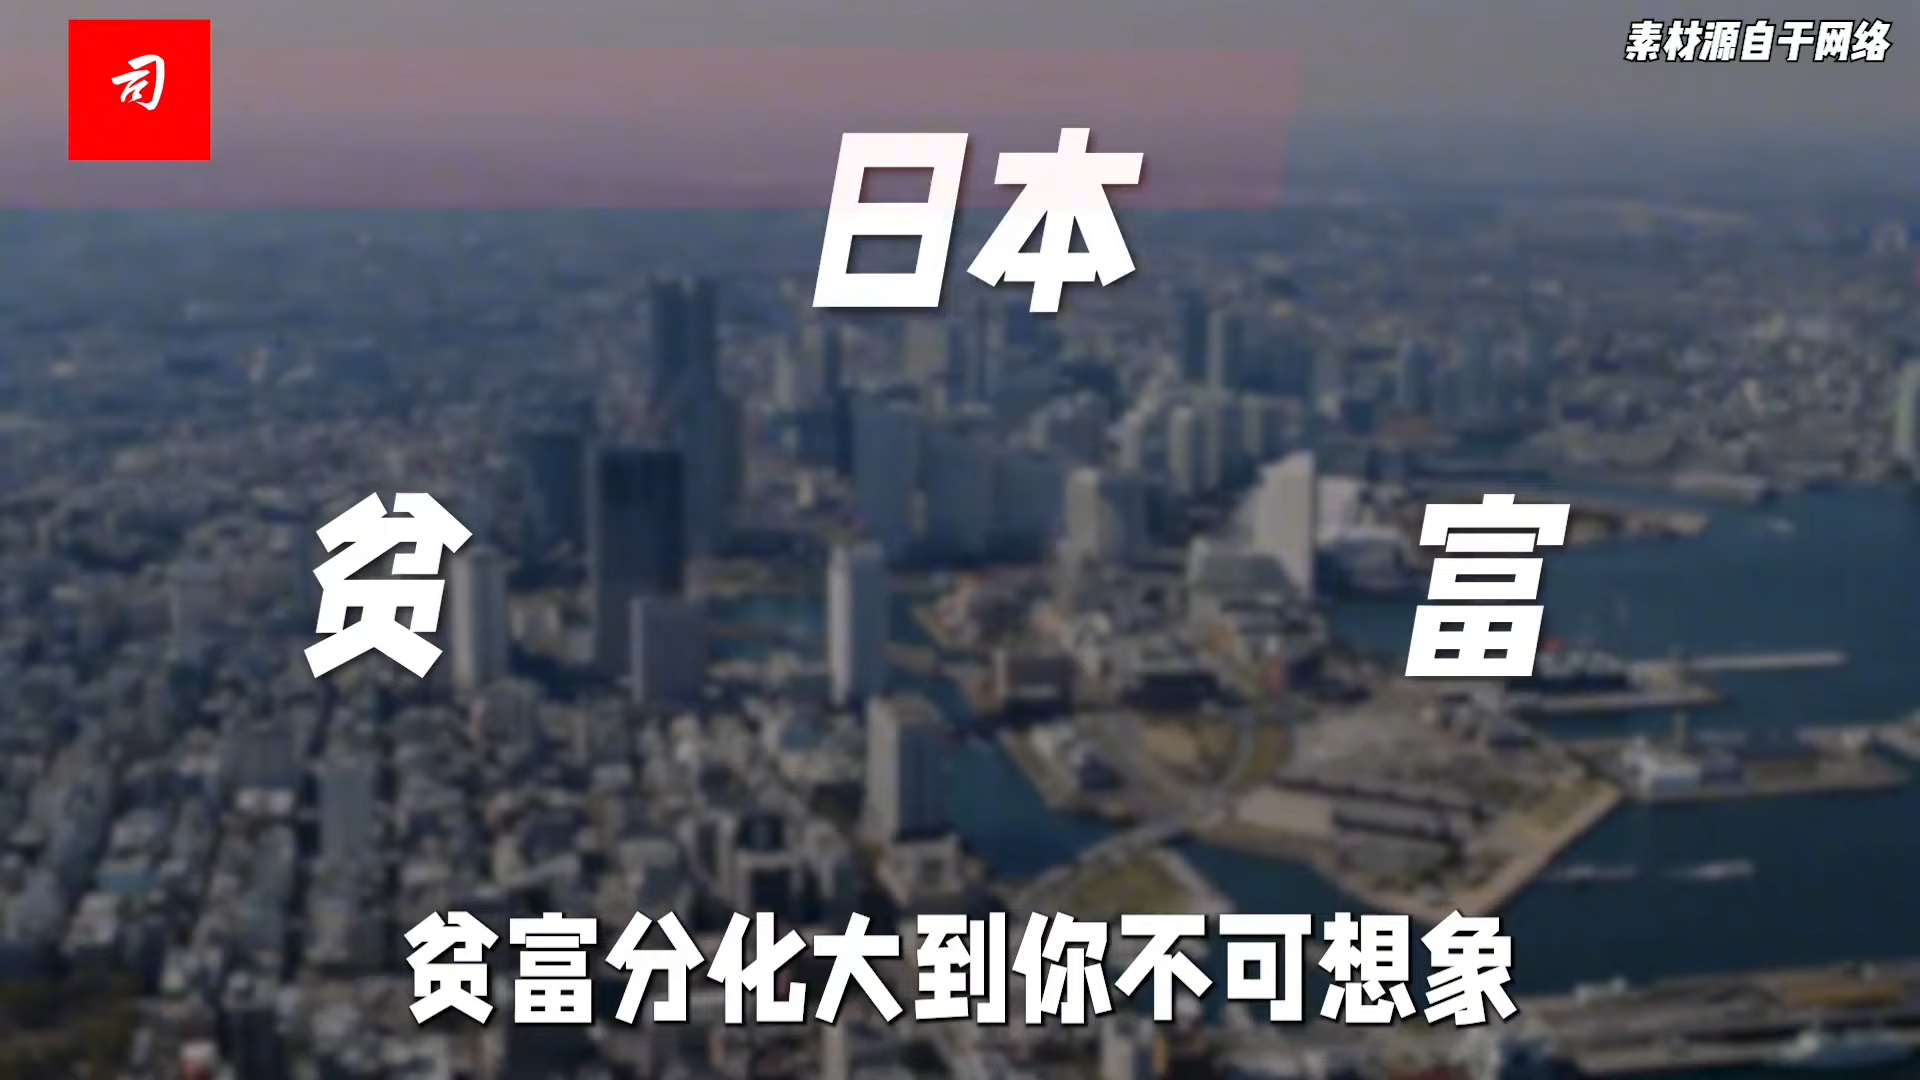 司
素材源自于网络
日本
贫
富
贫富分化大到你不可想象